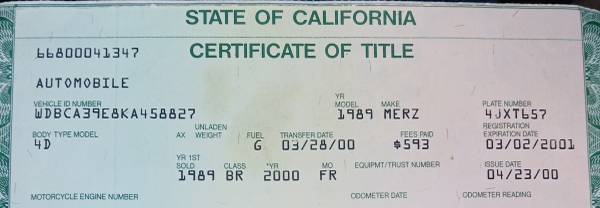 STATE OF CALIFORNIA
66800041347 CERTIFICATE OF TITLE
AUTOMOBILE
YR
VEHICLE ID NUMBER MODEL MAKE PLATE NUMBER
WDBCA39E8KA458827 1989 MERZ 4JXT657
UNLADEN REGISTRATION
BODY TYPE MODEL AX WEIGHT FUEL TRANSFER DATE FEES PAID EXPIRATION DATE
4D G 03/28/00 $593 03/02/2001
YR 1ST
SOLD CLASS *YR MO EQUIPMT/TRUST NUMBER ISSUE DATE
1989 BR 2000 FR 04/23/00
MOTORCYCLE ENGINE NUMBER ODOMETER DATE ODOMETER READING